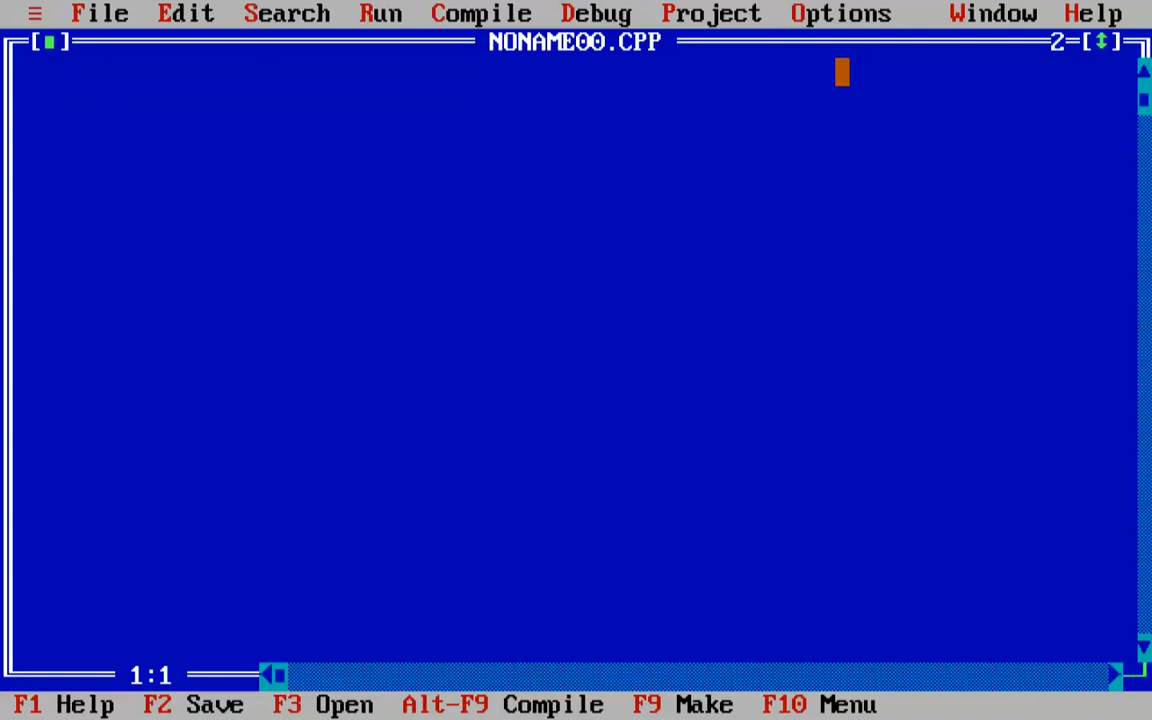 ≡ File Edit Search Run Compile Debug Project Options Window Help
[■] NONAME00.CPP 2=[↕]
1:1
F1 Help F2 Save F3 Open Alt-F9 Compile F9 Make F10 Menu